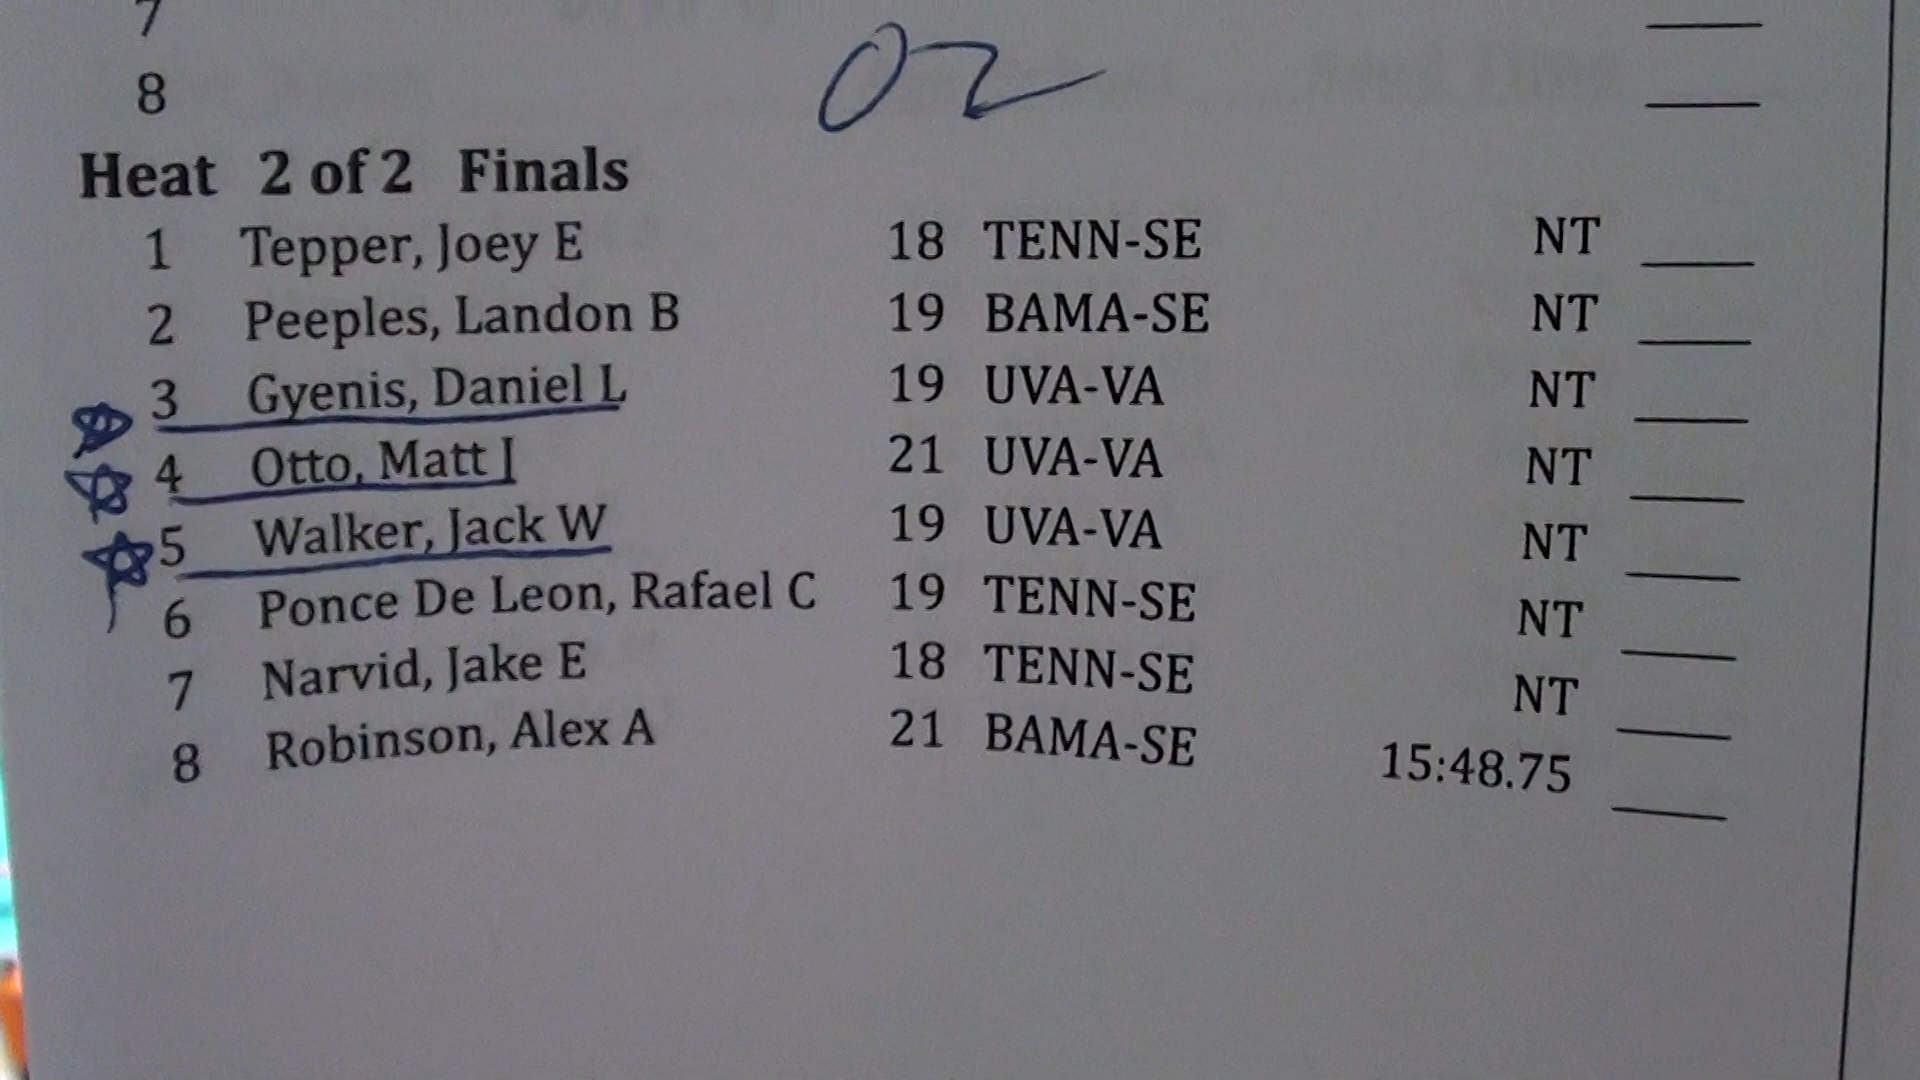 7
8
02
Heat 2 of 2 Finals
1 Tepper, Joey E 18 TENN-SE NT
2 Peeples, Landon B 19 BAMA-SE NT
3 Gyenis, Daniel L 19 UVA-VA NT
4 Otto, Matt J 21 UVA-VA NT
5 Walker, Jack W 19 UVA-VA NT
6 Ponce De Leon, Rafael C 19 TENN-SE NT
7 Narvid, Jake E 18 TENN-SE NT
8 Robinson, Alex A 21 BAMA-SE 15:48.75